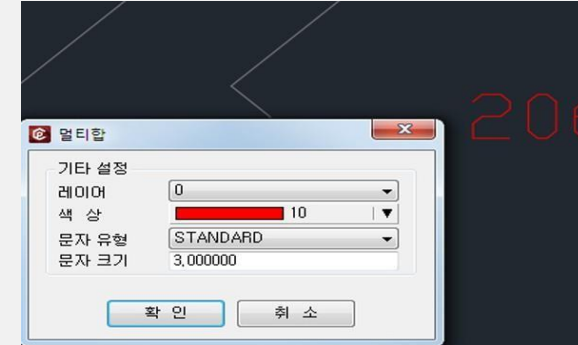 멀티합
기타 설정
레이어 0
색 상 10
문자 유형 STANDARD
문자 크기 3,000000
확 인 취 소